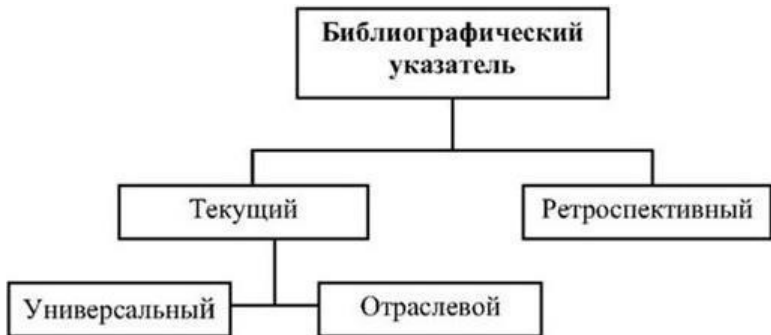 Библиографический
указатель
Текущий
Ретроспективный
Универсальный
Отраслевой